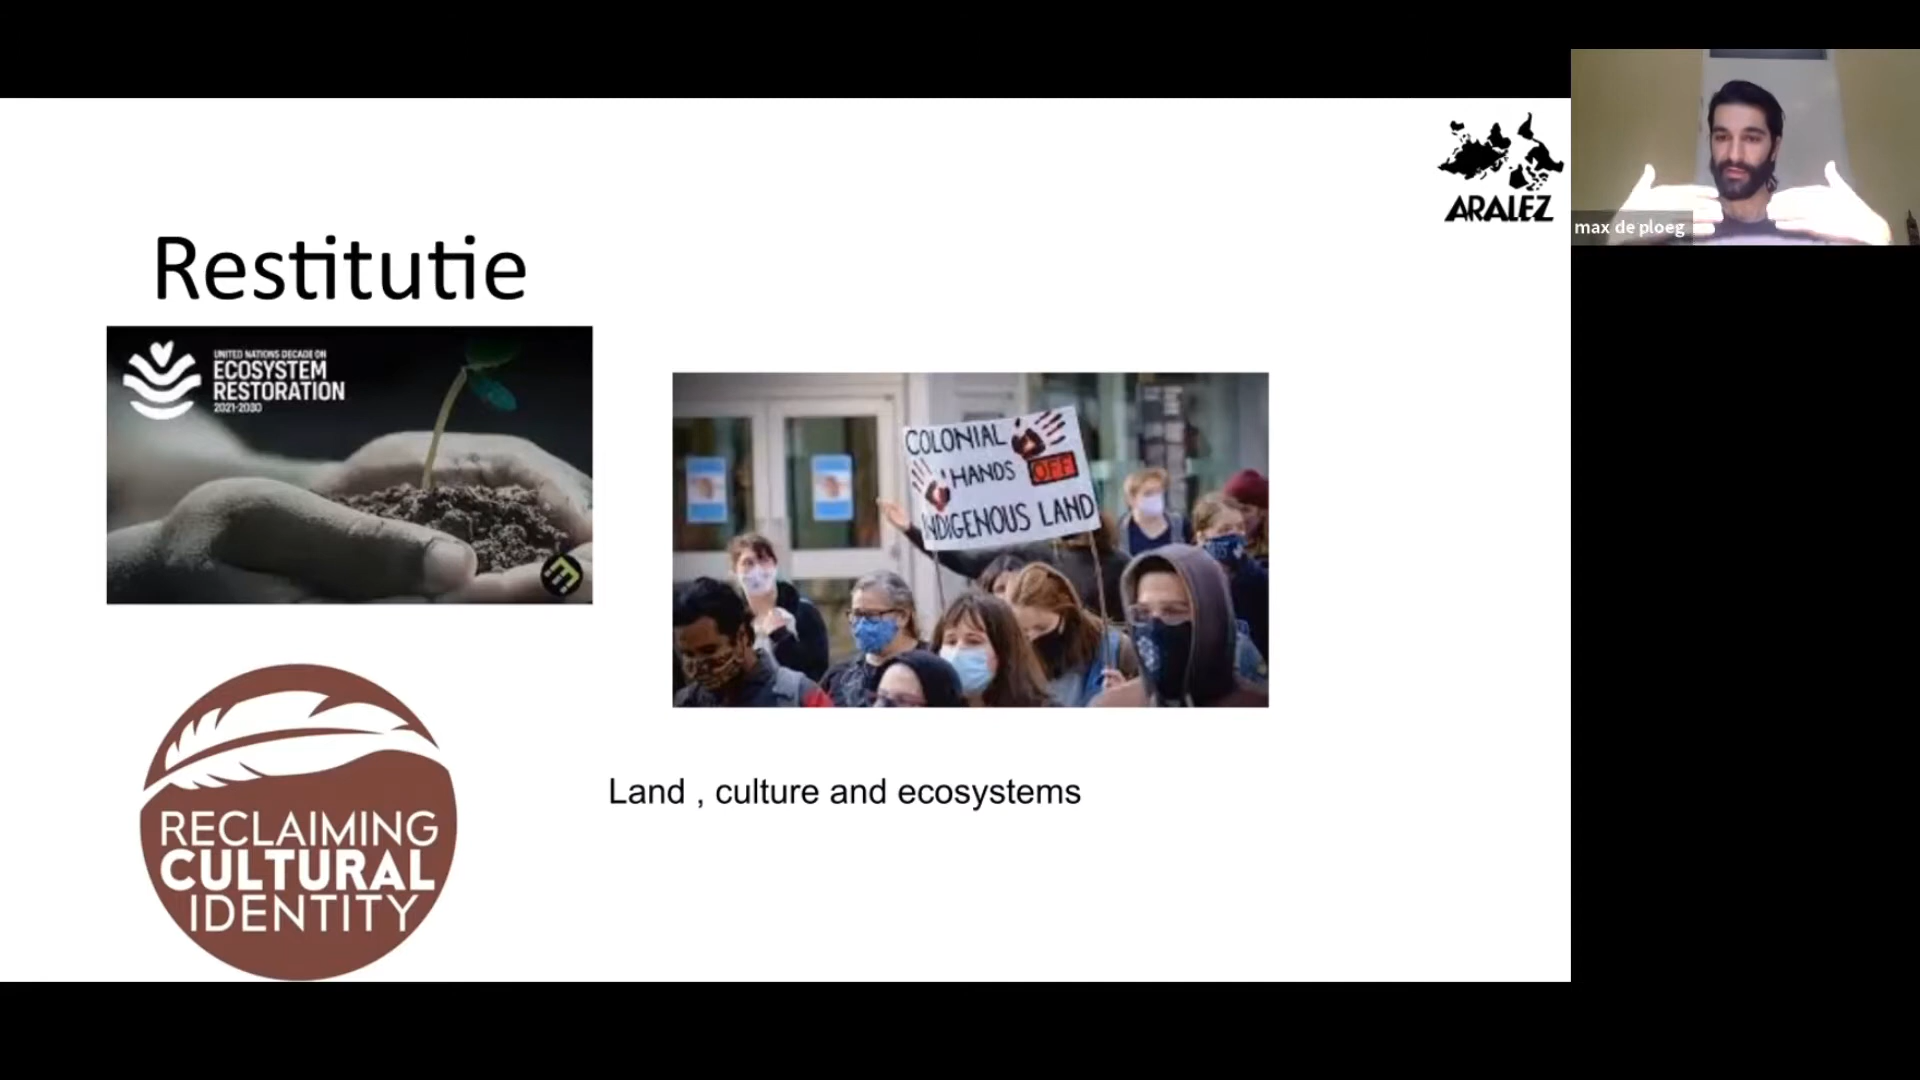 ARALEZ
max de ploeg
Restitutie
UNITED NATIONS DECADE ON
ECOSYSTEM
RESTORATION
2021-2030
COLONIAL
HANDS OFF
INDIGENOUS LAND
RECLAIMING
CULTURAL
IDENTITY
Land , culture and ecosystems